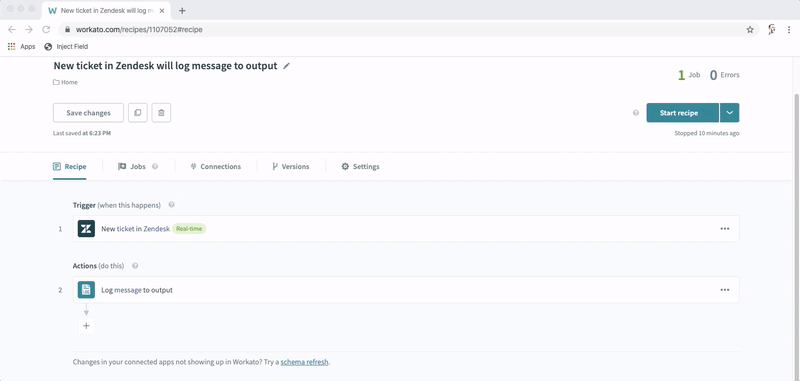 New ticket in Zendesk will log m
workato.com/recipes/1107052#recipe
Apps Inject Field
New ticket in Zendesk will log message to output
Home
1 Job 0 Errors
Save changes
Start recipe
Last saved at 6:23 PM
Stopped 10 minutes ago
Recipe Jobs Connections Versions Settings
Trigger (when this happens)
1 New ticket in Zendesk Real-time
Actions (do this)
2 Log message to output
Changes in your connected apps not showing up in Workato? Try a schema refresh.